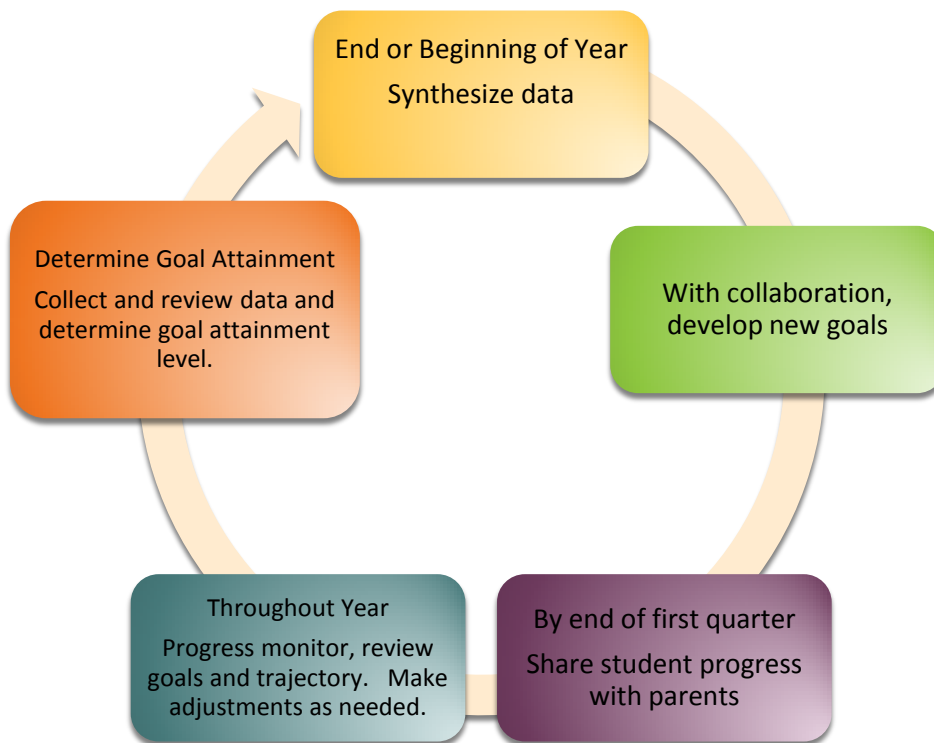 End or Beginning of Year
Synthesize data
With collaboration,
develop new goals
By end of first quarter
Share student progress
with parents
Throughout Year
Progress monitor, review
goals and trajectory.   Make
adjustments as needed.
Determine Goal Attainment
Collect and review data and
determine goal attainment
level.